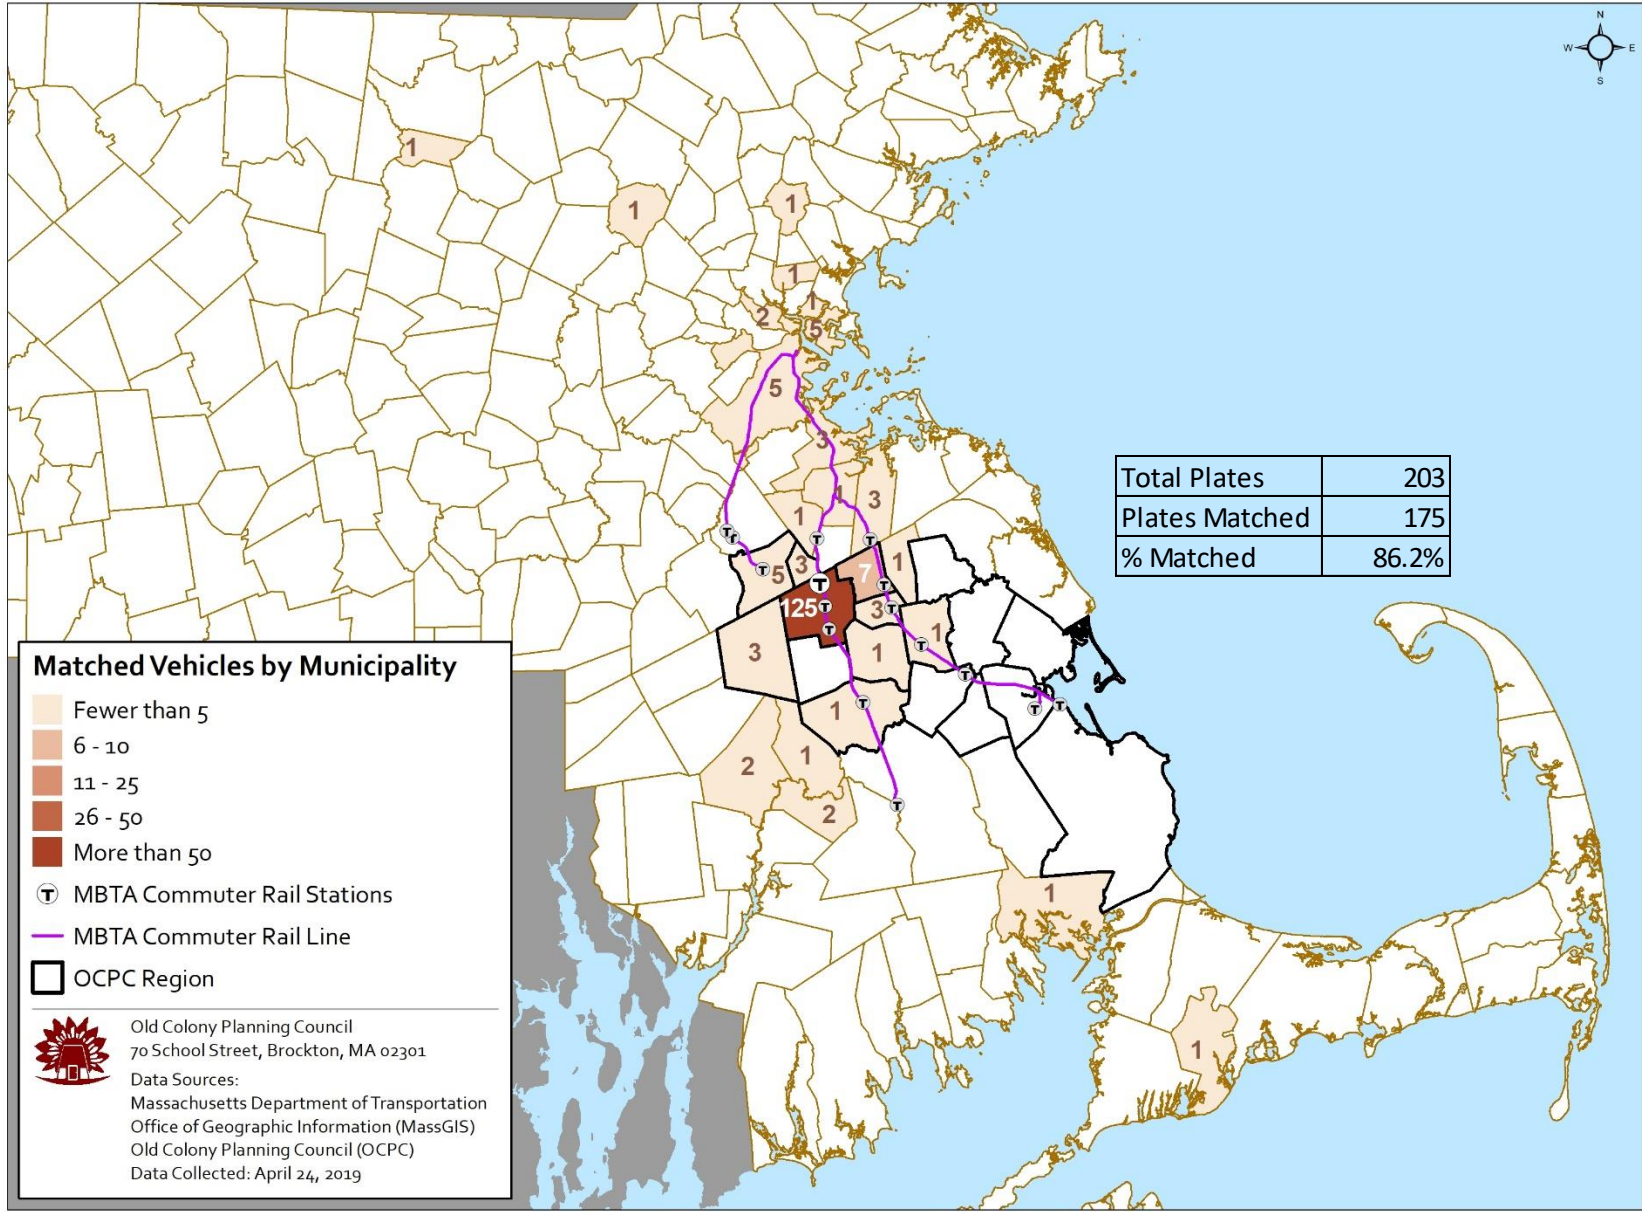 N
W E
S
1
1
1
1
1
2
5
5
3
1
3
1
5
3
7
1
125
3
1
3
1
1
2
1
2
1
1
Total Plates 203
Plates Matched 175
% Matched 86.2%
Matched Vehicles by Municipality
Fewer than 5
6 - 10
11 - 25
26 - 50
More than 50
T MBTA Commuter Rail Stations
MBTA Commuter Rail Line
OCPC Region
Old Colony Planning Council
70 School Street, Brockton, MA 02301
Data Sources:
Massachusetts Department of Transportation
Office of Geographic Information (MassGIS)
Old Colony Planning Council (OCPC)
Data Collected: April 24, 2019